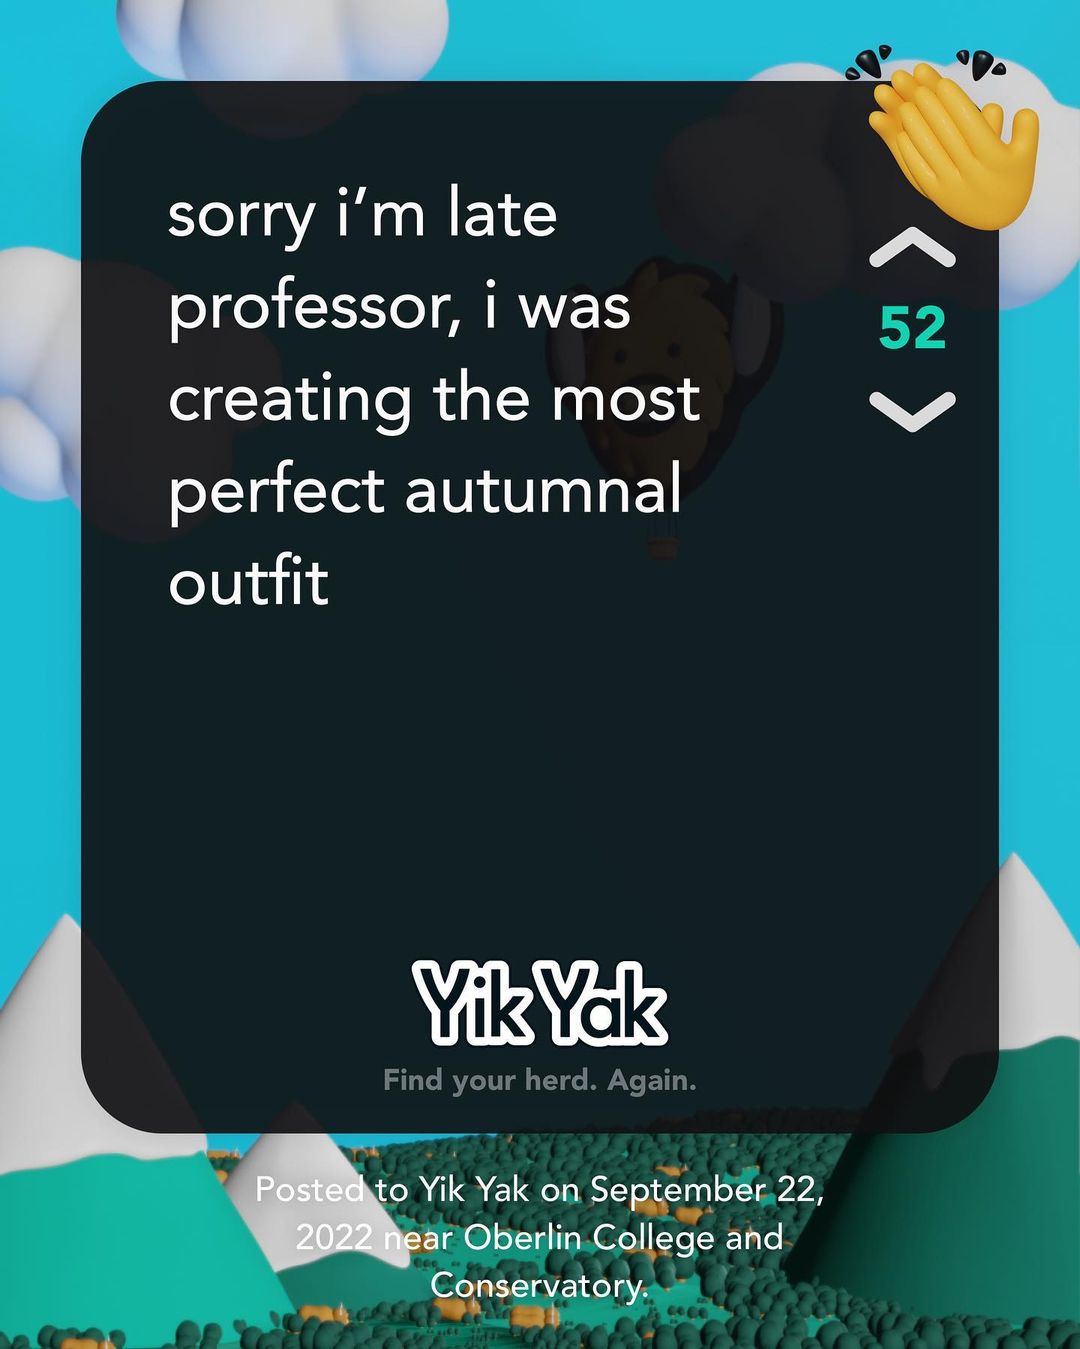 sorry i’m late
professor, i was
creating the most
perfect autumnal
outfit
52
Yik Yak
Find your herd. Again.
Posted to Yik Yak on September 22,
2022 near Oberlin College and
Conservatory.